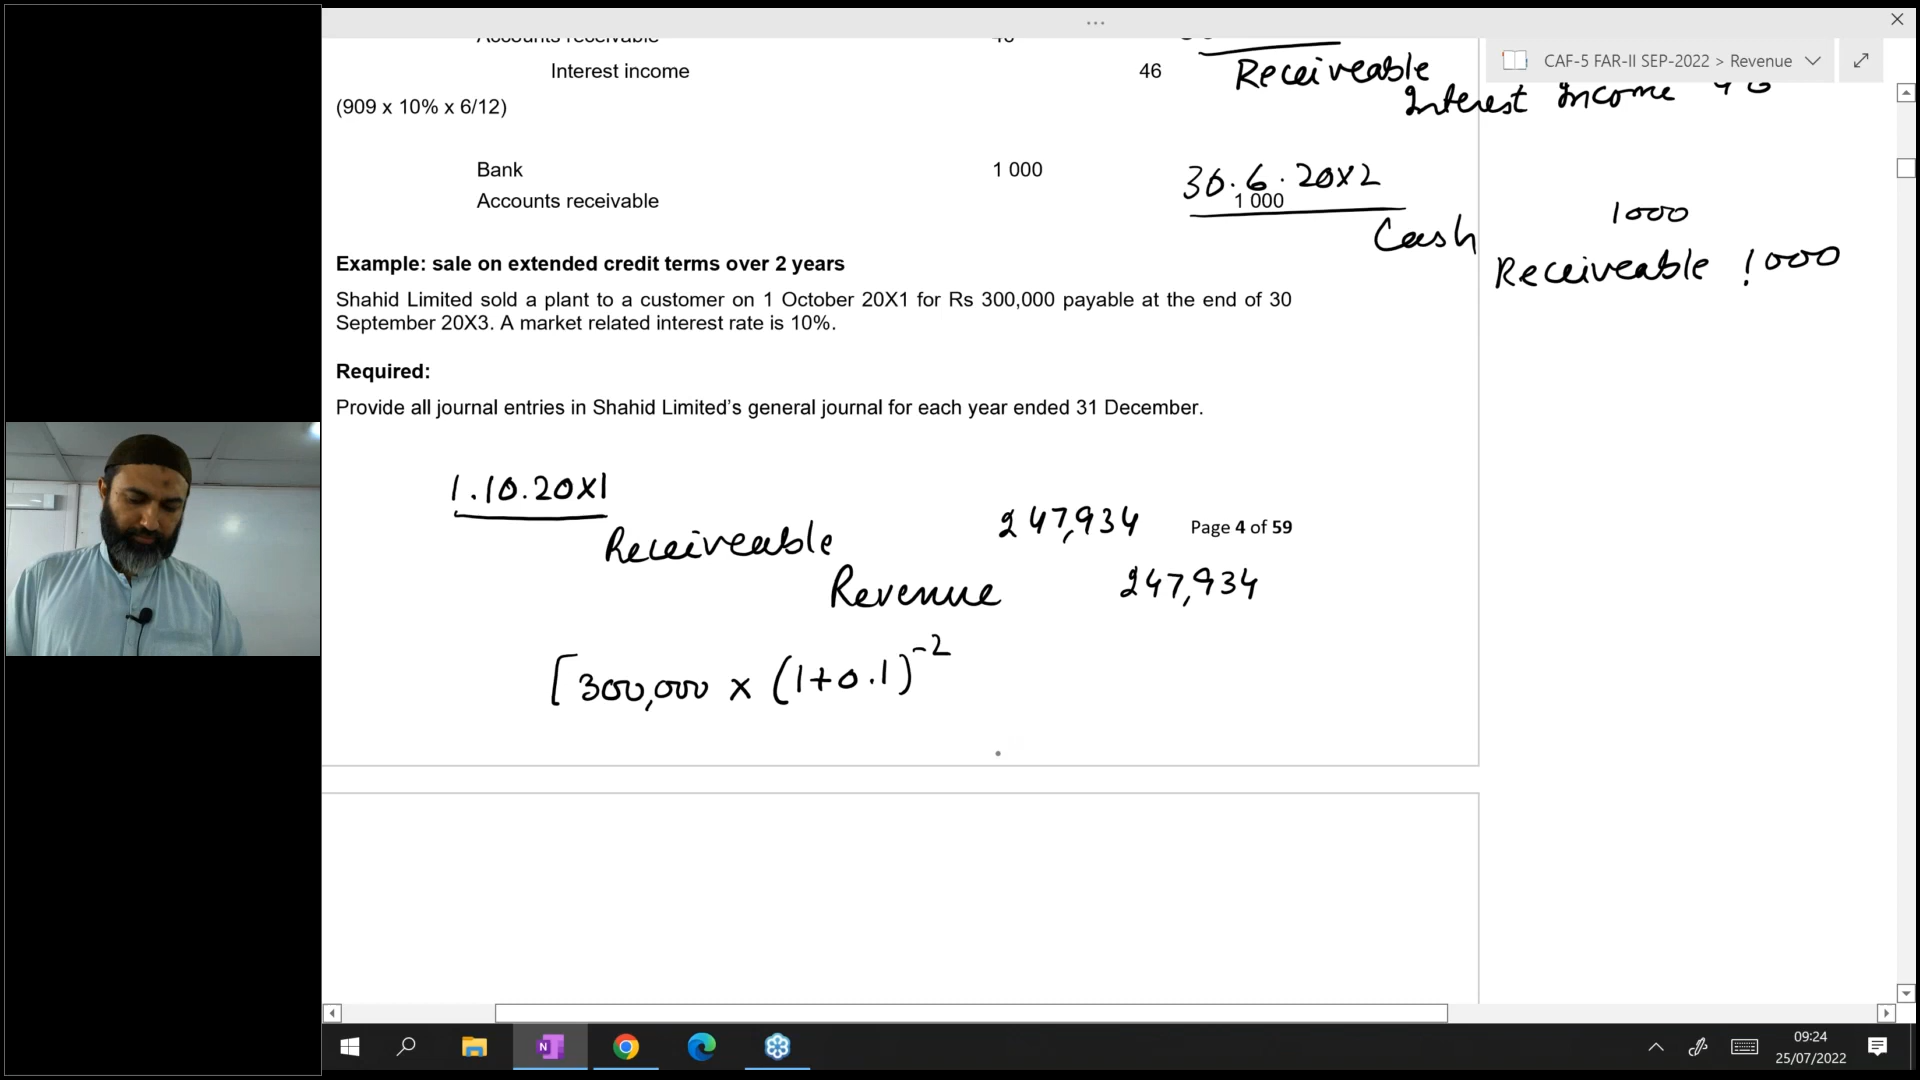 CAF-5 FAR-II SEP-2022 > Revenue
Interest income 46
Receiveable
Interest Income
(909 x 10% x 6/12)
Bank 1 000
Accounts receivable 1 000
30.6.20X2
Cash 1000
Receiveable 1000
Example: sale on extended credit terms over 2 years
Shahid Limited sold a plant to a customer on 1 October 20X1 for Rs 300,000 payable at the end of 30
September 20X3. A market related interest rate is 10%.
Required:
Provide all journal entries in Shahid Limited's general journal for each year ended 31 December.
1.10.20X1
Receiveable 247,934
Page 4 of 59
Revenue 247,934
[300,000 x (1+0.1)⁻²
09:24
25/07/2022